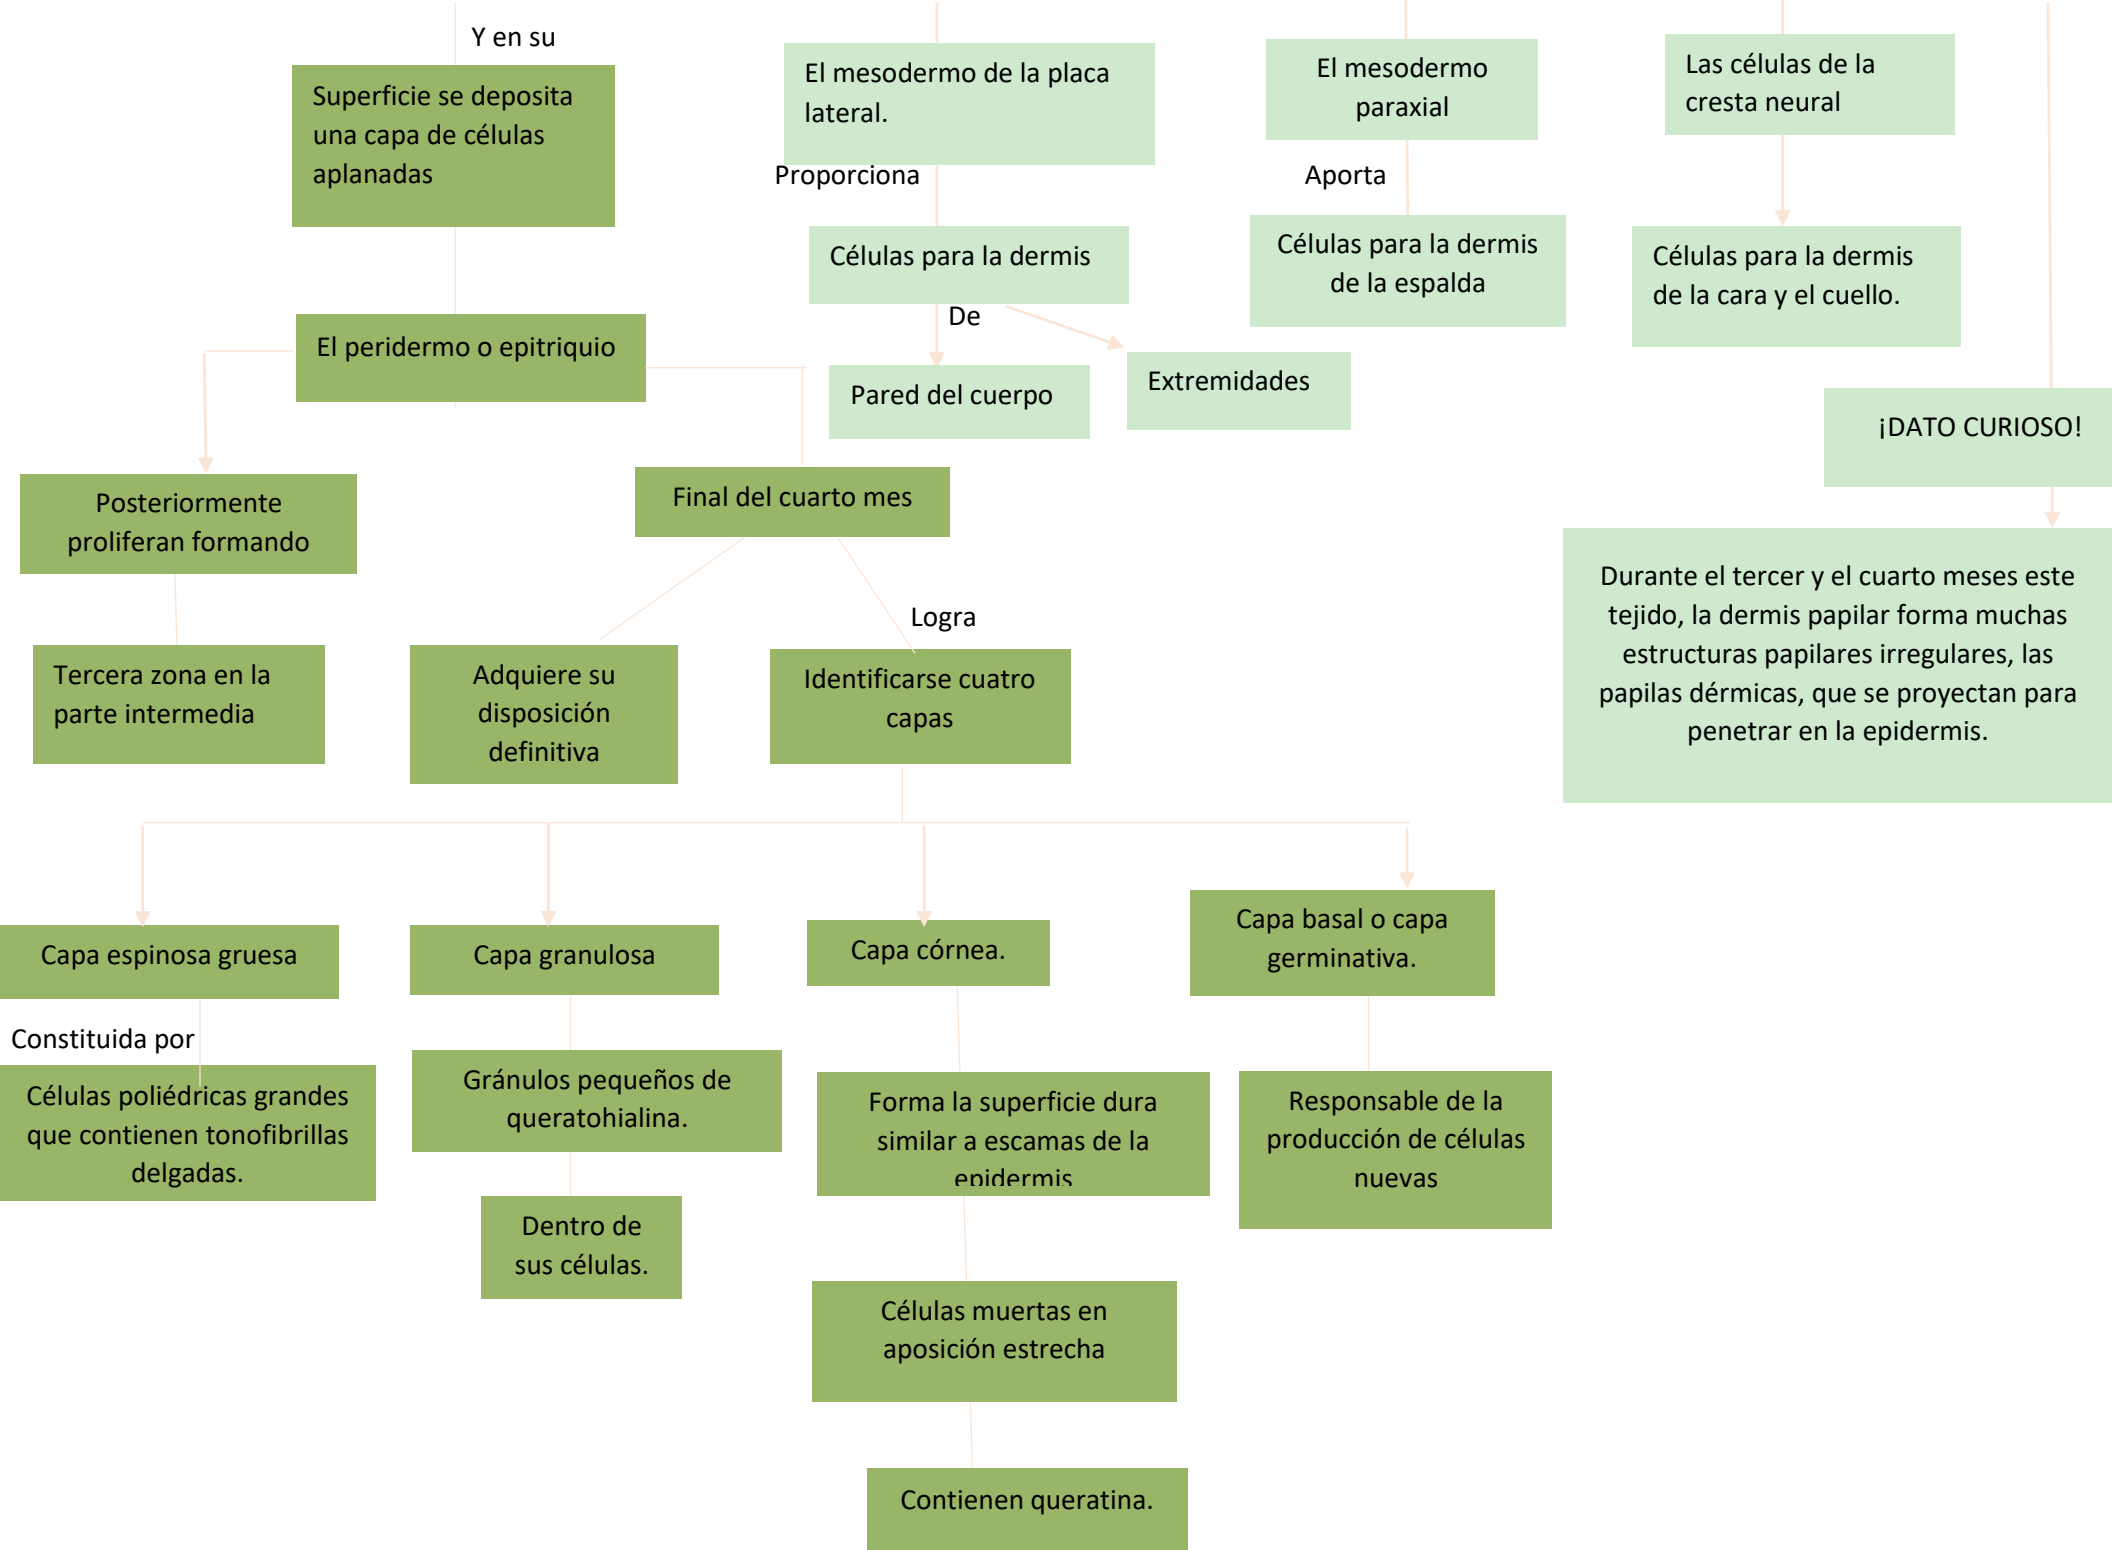 Y en su
Superficie se deposita
una capa de células
aplanadas
El peridermo o epitriquio
Posteriormente
proliferan formando
Tercera zona en la
parte intermedia
Final del cuarto mes
Adquiere su
disposición
definitiva
Logra
Identificarse cuatro
capas
Capa espinosa gruesa
Constituida por
Células poliédricas grandes
que contienen tonofibrillas
delgadas.
Capa granulosa
Gránulos pequeños de
queratohialina.
Dentro de
sus células.
Capa córnea.
Forma la superficie dura
similar a escamas de la
epidermis
Células muertas en
aposición estrecha
Contienen queratina.
Capa basal o capa
germinativa.
Responsable de la
producción de células
nuevas
El mesodermo de la placa
lateral.
Proporciona
Células para la dermis
De
Pared del cuerpo
Extremidades
El mesodermo
paraxial
Aporta
Células para la dermis
de la espalda
Las células de la
cresta neural
Células para la dermis
de la cara y el cuello.
¡DATO CURIOSO!
Durante el tercer y el cuarto meses este
tejido, la dermis papilar forma muchas
estructuras papilares irregulares, las
papilas dérmicas, que se proyectan para
penetrar en la epidermis.